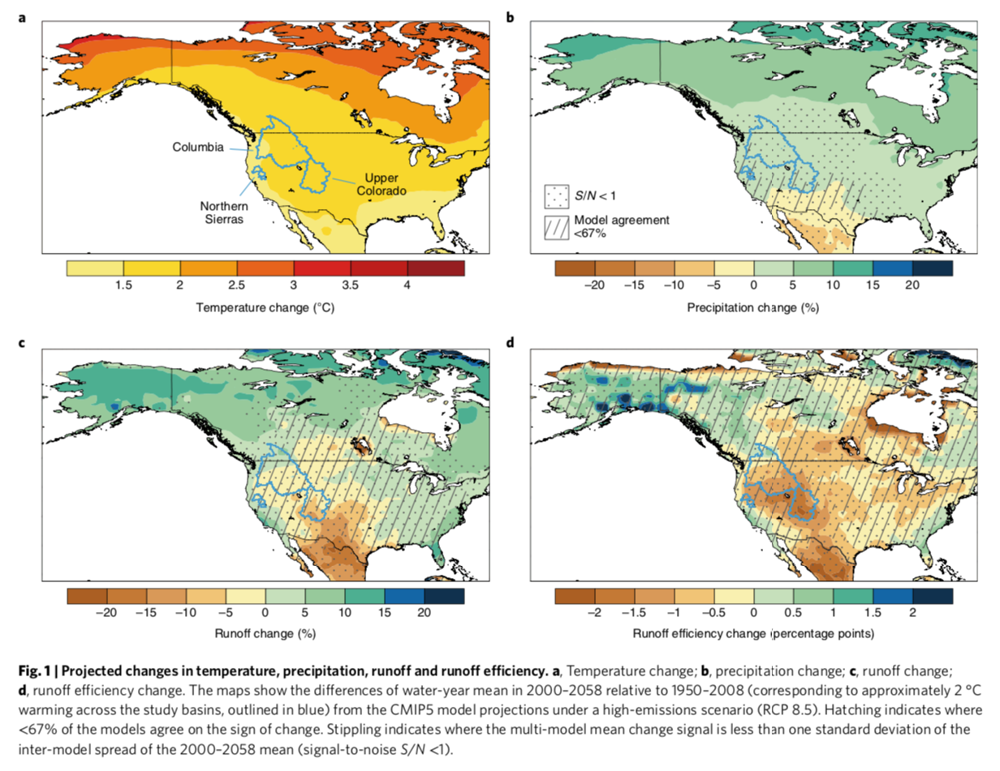 a
b
Columbia
Upper
Colorado
Northern
Sierras
S/N < 1
Model agreement
<67%
1.5 2 2.5 3 3.5 4
Temperature change (°C)
−20 −15 −10 −5 0 5 10 15 20
Precipitation change (%)
c
d
−20 −15 −10 −5 0 5 10 15 20
Runoff change (%)
−2 −1.5 −1 −0.5 0 0.5 1 1.5 2
Runoff efficiency change (percentage points)
Fig. 1 | Projected changes in temperature, precipitation, runoff and runoff efficiency. a, Temperature change; b, precipitation change; c, runoff change;
d, runoff efficiency change. The maps show the differences of water-year mean in 2000–2058 relative to 1950–2008 (corresponding to approximately 2 °C
warming across the study basins, outlined in blue) from the CMIP5 model projections under a high-emissions scenario (RCP 8.5). Hatching indicates where
<67% of the models agree on the sign of change. Stippling indicates where the multi-model mean change signal is less than one standard deviation of the
inter-model spread of the 2000–2058 mean (signal-to-noise S/N <1).